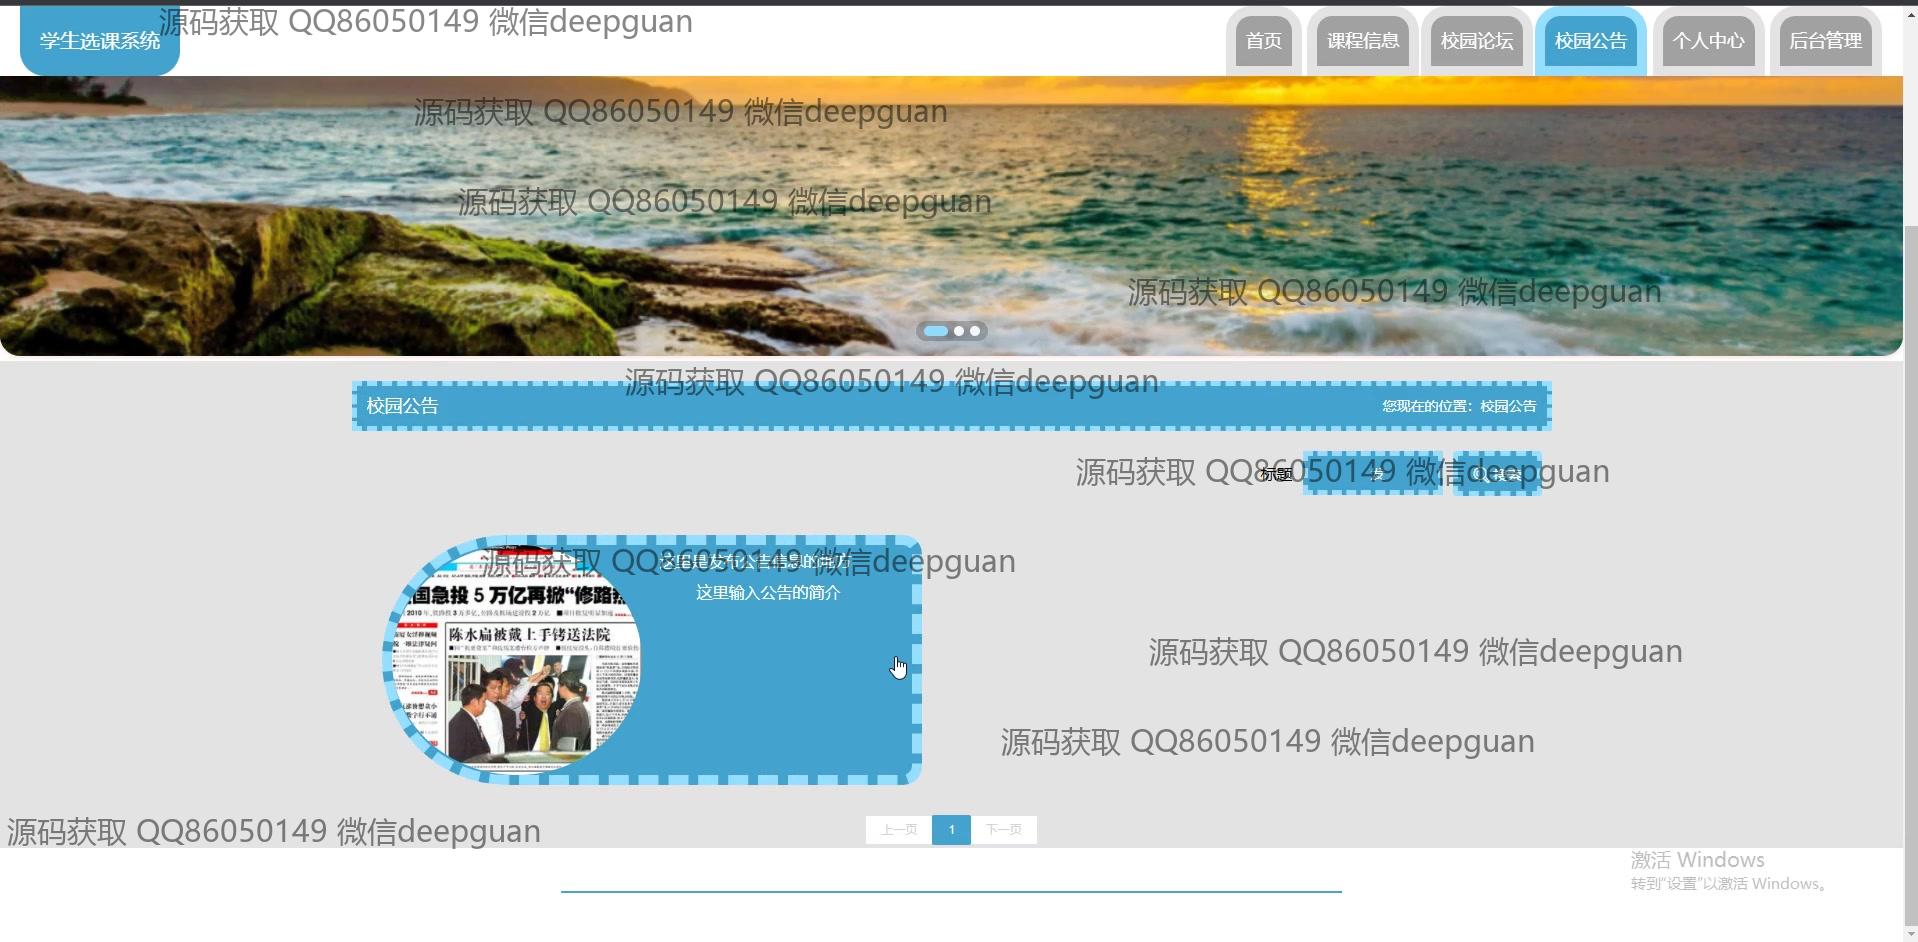 学生选课系统
源码获取 QQ86050149 微信deepguan
首页
课程信息
校园论坛
校园公告
个人中心
后台管理
源码获取 QQ86050149 微信deepguan
源码获取 QQ86050149 微信deepguan
源码获取 QQ86050149 微信deepguan
源码获取 QQ86050149 微信deepguan
校园公告
您现在的位置：校园公告
源码获取 QQ86050149 微信deepguan
标题
发
搜索
源码获取 QQ86050149 微信deepguan
这里是发布公告信息的地方
这里输入公告的简介
国急投 5 万亿再掀“修路热
陈水扁被戴上手铐送法院
源码获取 QQ86050149 微信deepguan
源码获取 QQ86050149 微信deepguan
源码获取 QQ86050149 微信deepguan
上一页
1
下一页
激活 Windows
转到“设置”以激活 Windows。